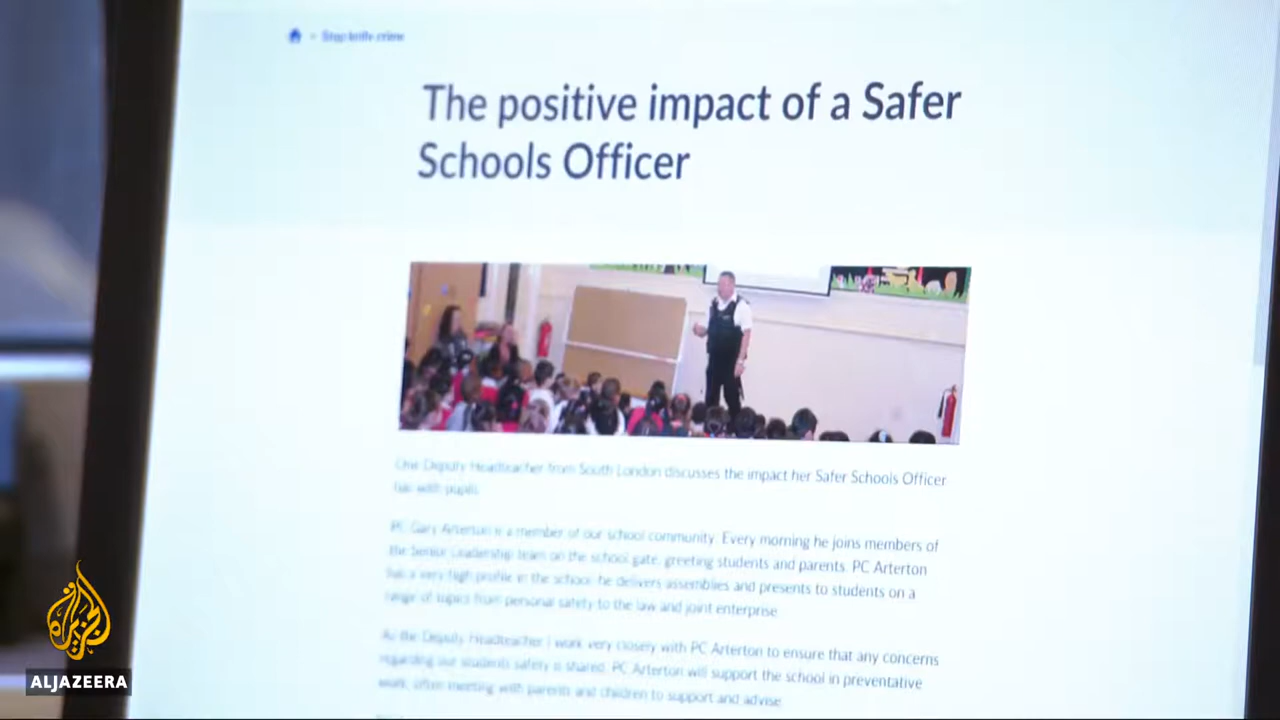 Stop knife crime
The positive impact of a Safer
Schools Officer
One Deputy Headteacher from South London discusses the impact her Safer Schools Officer
has with pupils
PC Gary Arterton is a member of our school community. Every morning he joins members of
the Senior Leadership team on the school gate, greeting students and parents. PC Arterton
has a very high profile in the school; he delivers assemblies and presents to students on a
range of topics from personal safety to the law and joint enterprise.
As the Deputy Headteacher I work very closely with PC Arterton to ensure that any concerns
regarding our students safety is shared. PC Arterton will support the school in preventative
work, often meeting with parents and children to support and advise.
الجزيرة
ALJAZEERA